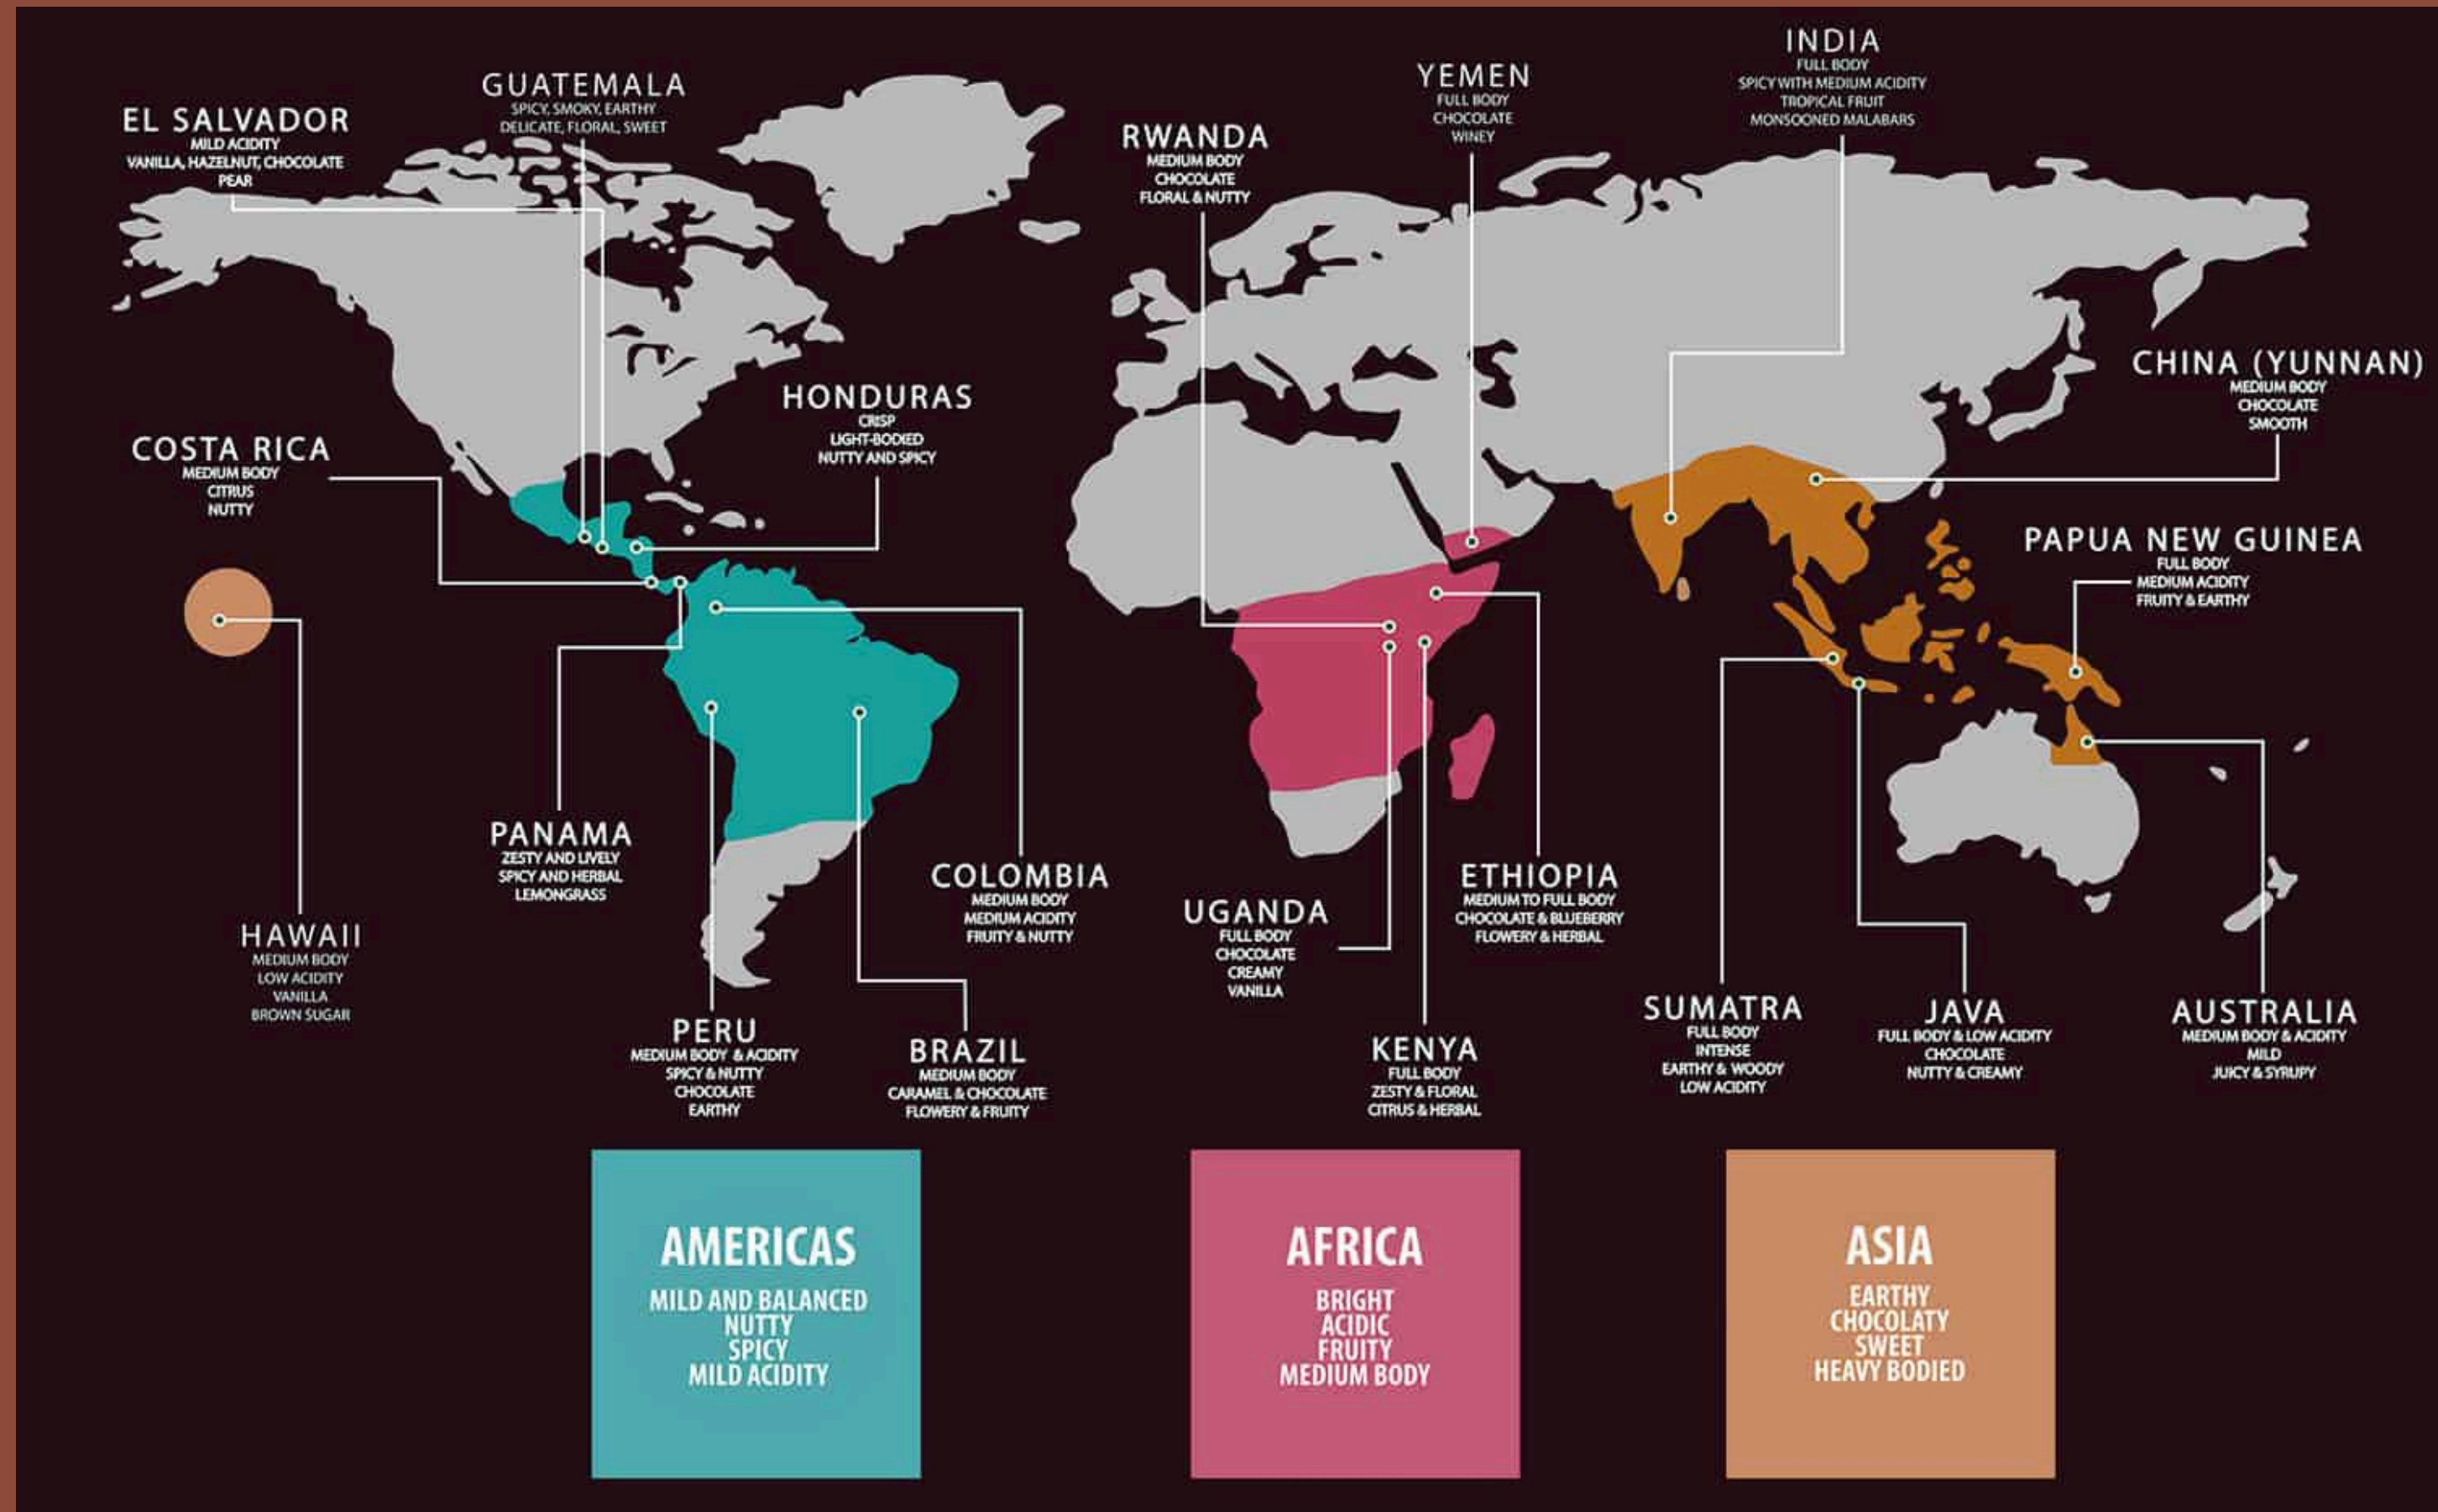 EL SALVADOR
MILD ACIDITY
VANILLA, HAZELNUT, CHOCOLATE
PEAR
GUATEMALA
SPICY, SMOKY, EARTHY
DELICATE, FLORAL, SWEET
RWANDA
MEDIUM BODY
CHOCOLATE
FLORAL & NUTTY
YEMEN
FULL BODY
CHOCOLATE
WINEY
INDIA
FULL BODY
SPICY WITH MEDIUM ACIDITY
TROPICAL FRUIT
MONSOONED MALABARS
COSTA RICA
MEDIUM BODY
CITRUS
NUTTY
HONDURAS
CRISP
LIGHT-BODIED
NUTTY AND SPICY
CHINA (YUNNAN)
MEDIUM BODY
CHOCOLATE
SMOOTH
PAPUA NEW GUINEA
FULL BODY
MEDIUM ACIDITY
FRUITY & EARTHY
HAWAII
MEDIUM BODY
LOW ACIDITY
VANILLA
BROWN SUGAR
PANAMA
ZESTY AND LIVELY
SPICY AND HERBAL
LEMONGRASS
PERU
MEDIUM BODY & ACIDITY
SPICY & NUTTY
CHOCOLATE
EARTHY
BRAZIL
MEDIUM BODY
CARAMEL & CHOCOLATE
FLOWERY & FRUITY
COLOMBIA
MEDIUM BODY
MEDIUM ACIDITY
FRUITY & NUTTY
UGANDA
FULL BODY
CHOCOLATE
CREAMY
VANILLA
KENYA
FULL BODY
ZESTY & FLORAL
CITRUS & HERBAL
ETHIOPIA
MEDIUM TO FULL BODY
CHOCOLATE & BLUEBERRY
FLOWERY & HERBAL
SUMATRA
FULL BODY
INTENSE
EARTHY & WOODY
LOW ACIDITY
JAVA
FULL BODY & LOW ACIDITY
CHOCOLATE
NUTTY & CREAMY
AUSTRALIA
MEDIUM BODY & ACIDITY
MILD
JUICY & SYRUPY
AMERICAS
MILD AND BALANCED
NUTTY
SPICY
MILD ACIDITY
AFRICA
BRIGHT
ACIDIC
FRUITY
MEDIUM BODY
ASIA
EARTHY
CHOCOLATY
SWEET
HEAVY BODIED